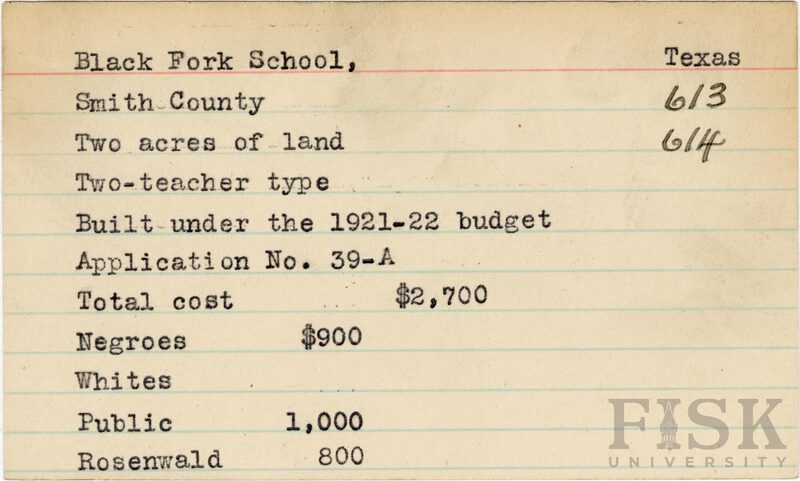 Black Fork School, Texas
Smith County 613
Two acres of land 614
Two-teacher type
Built under the 1921-22 budget
Application No. 39-A
Total cost $2,700
Negroes $900
Whites
Public 1,000
Rosenwald 800
FISK
UNIVERSITY